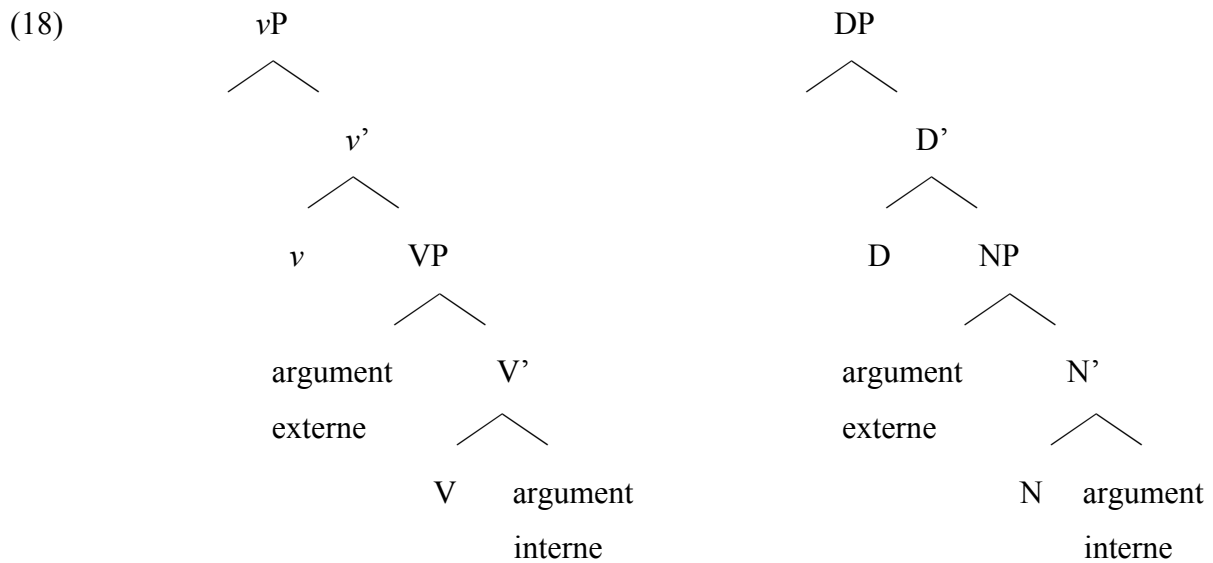 (18) vP DP
v’ D’
v VP D NP
argument V’ argument N’
externe externe
V argument N argument
interne interne